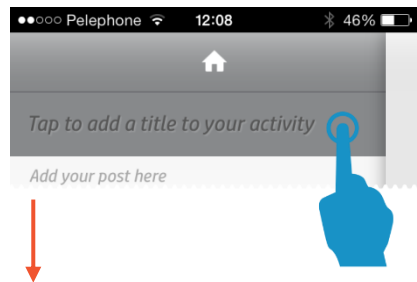 Pelephone 12:08 46%
Tap to add a title to your activity
Add your post here